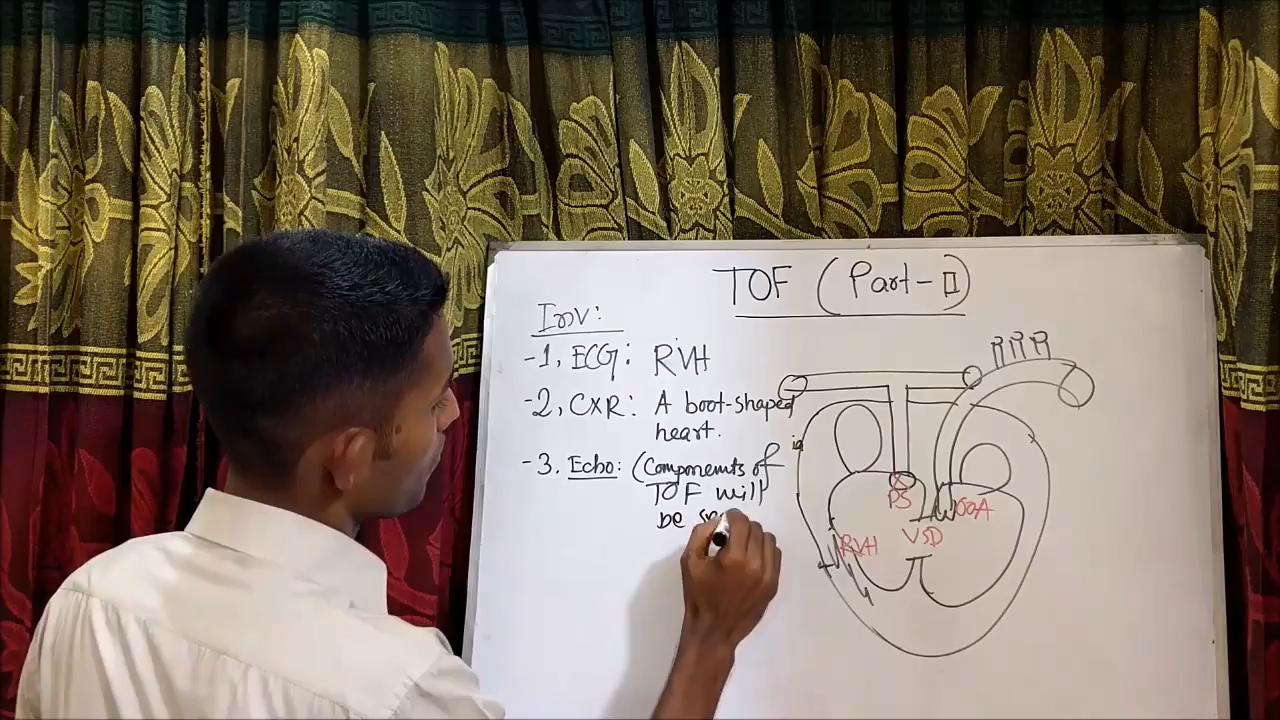 TOF (Part-II)
Inv:
-1, ECG: RVH
-2, CXR: A boot-shaped
heart.
-3. Echo: (Components of
TOF will
be
PS
OOA
VSD
RVH